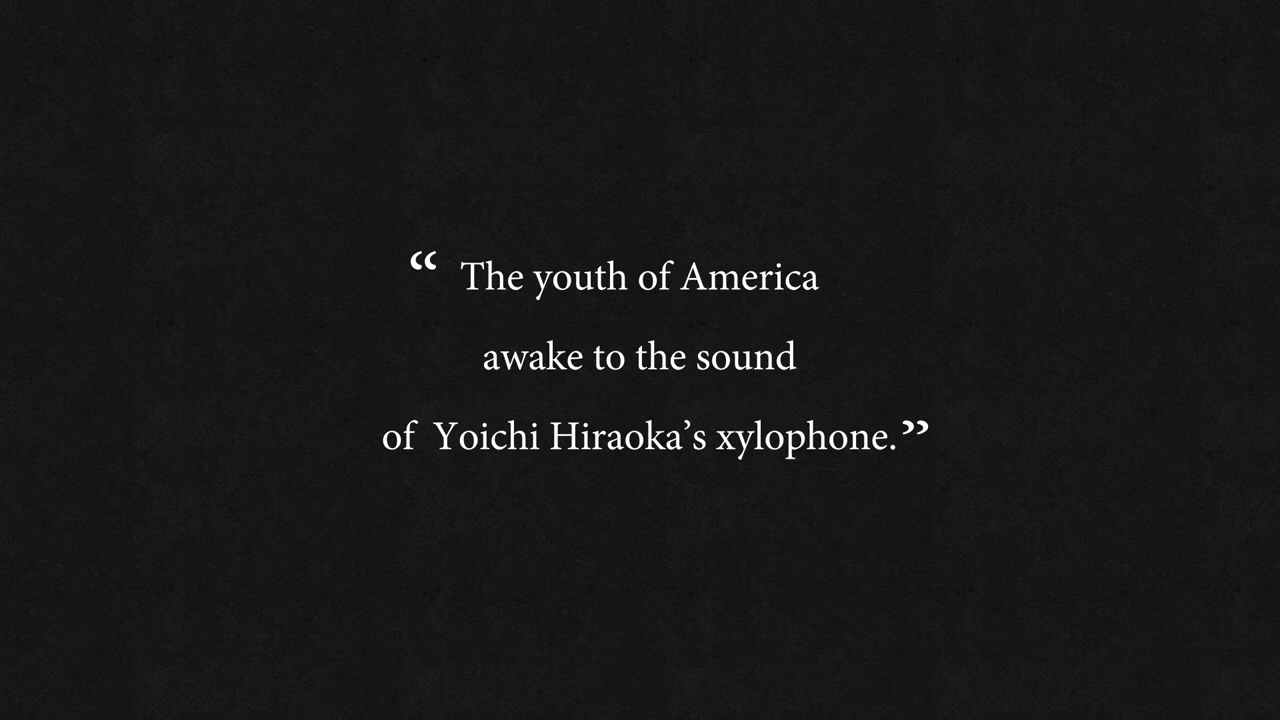 “ The youth of America
awake to the sound
of Yoichi Hiraoka’s xylophone.”